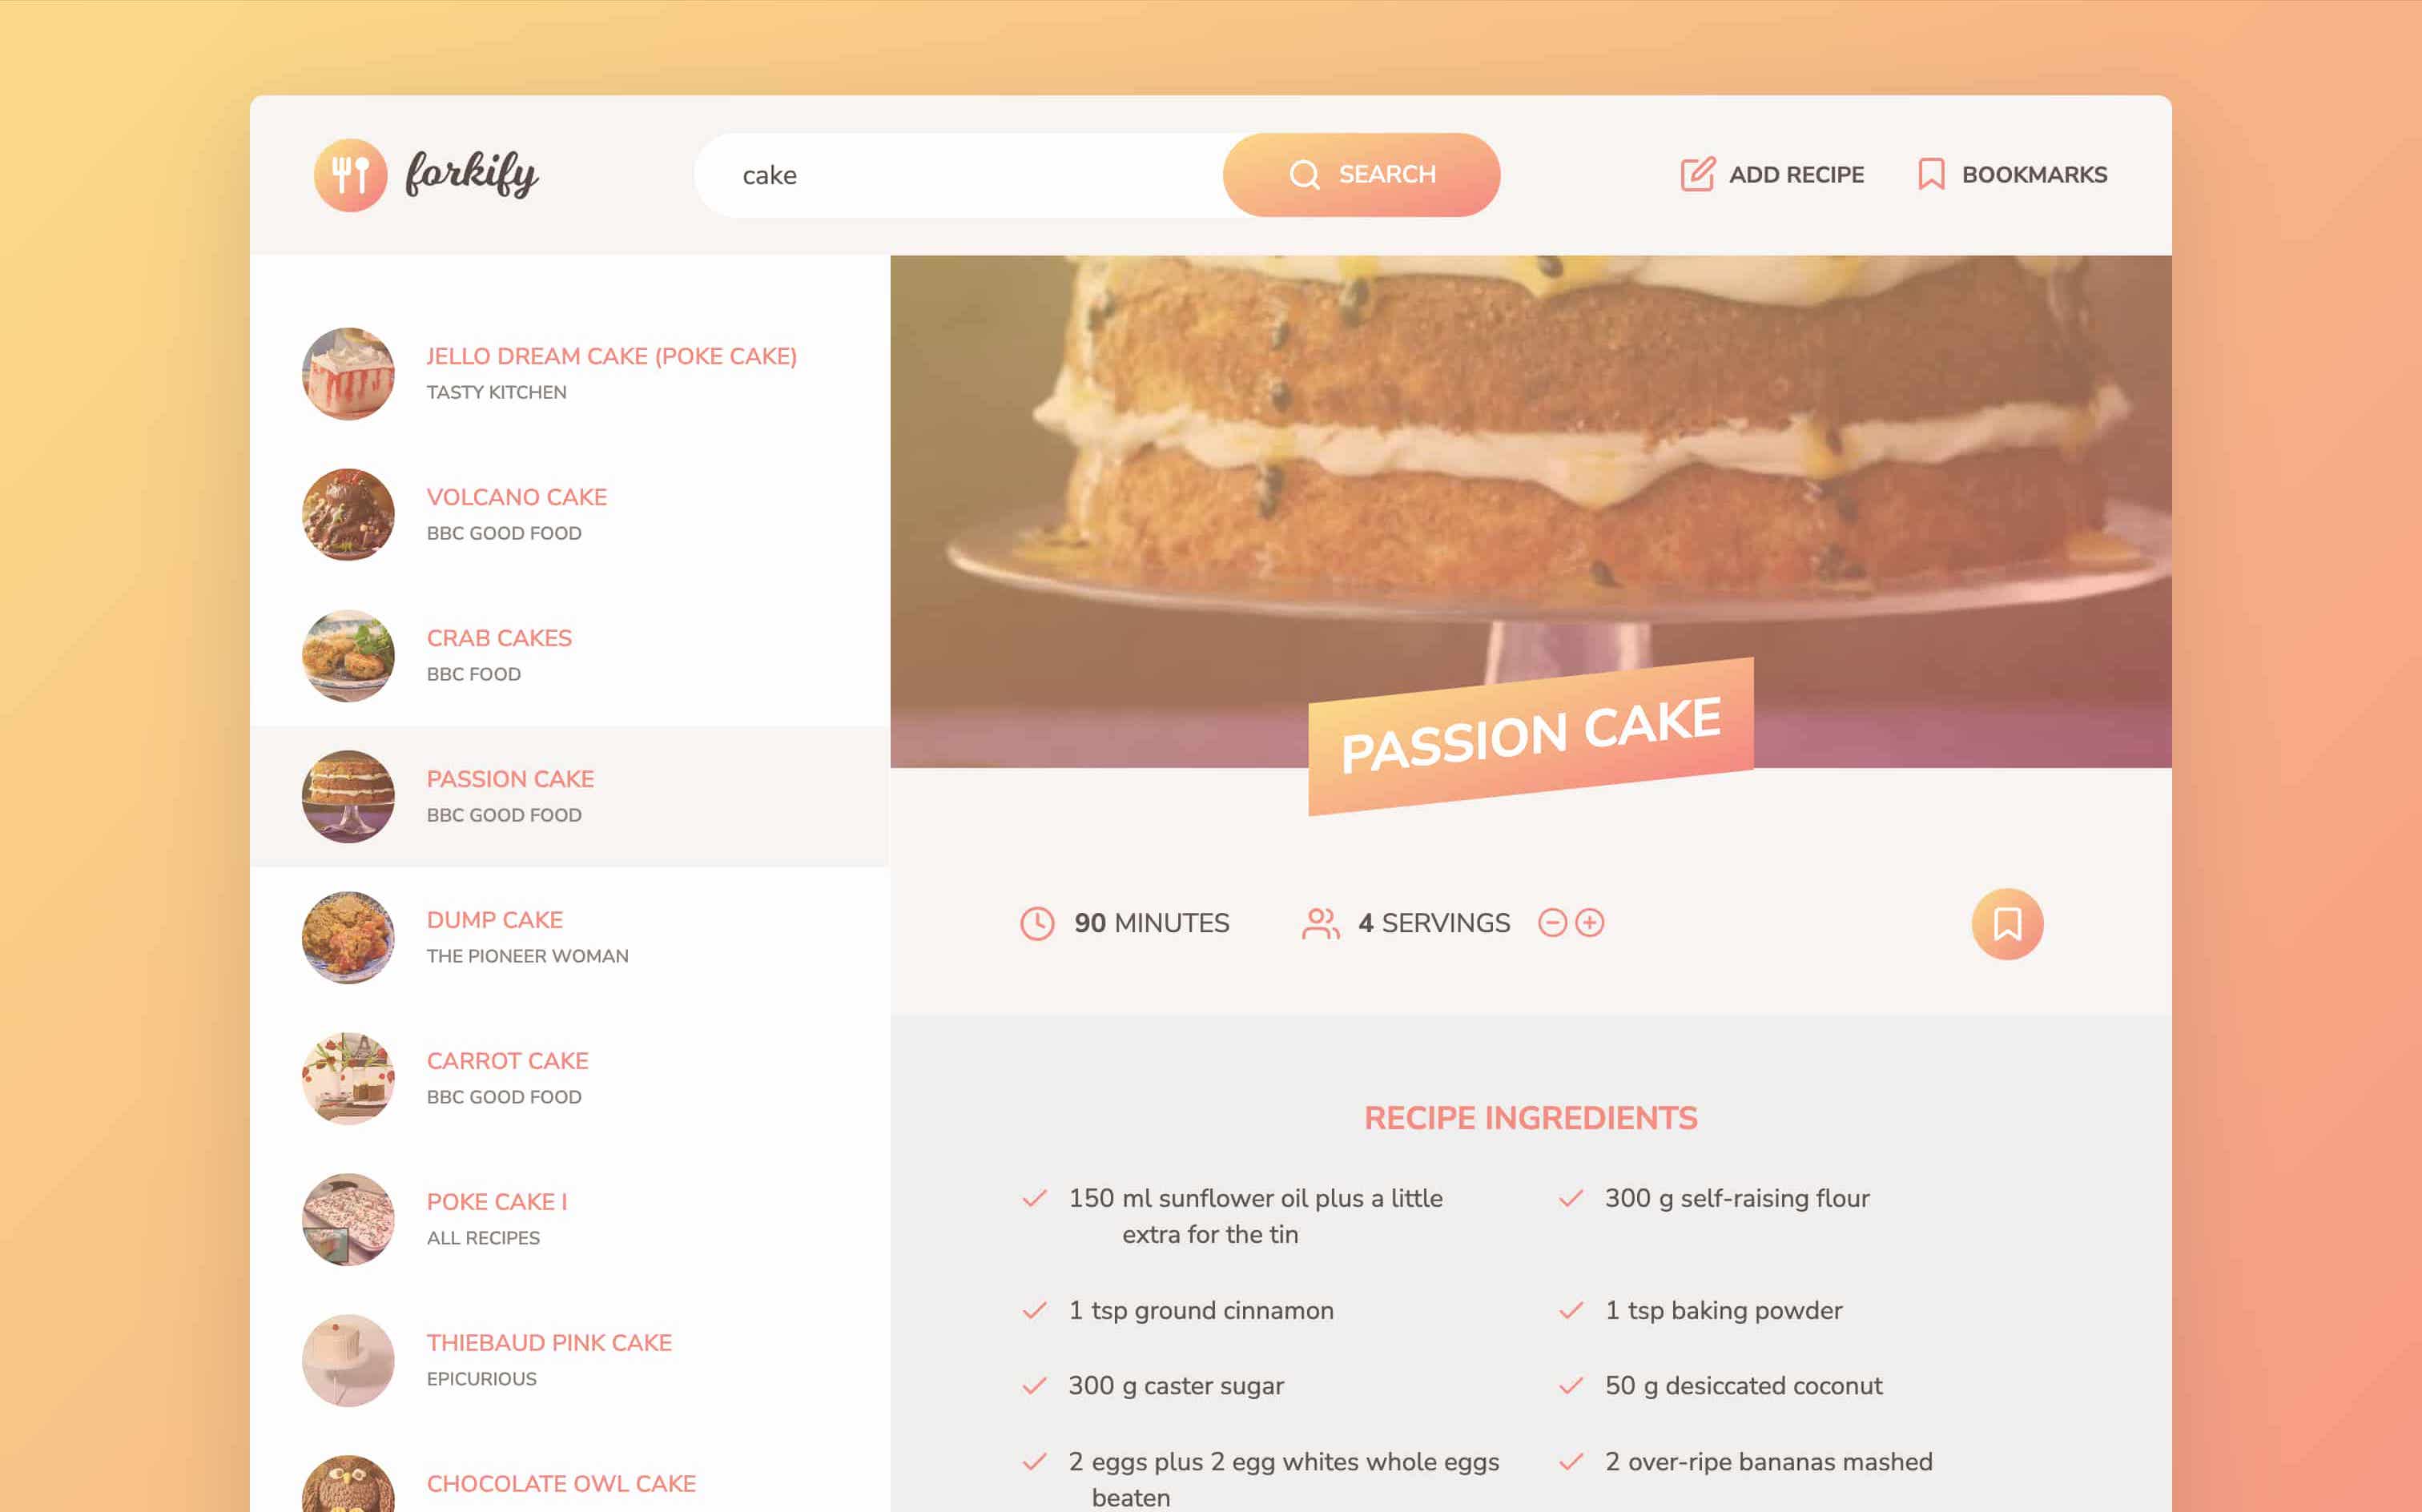 forkify
cake
SEARCH
ADD RECIPE
BOOKMARKS
JELLO DREAM CAKE (POKE CAKE)
TASTY KITCHEN
VOLCANO CAKE
BBC GOOD FOOD
CRAB CAKES
BBC FOOD
PASSION CAKE
BBC GOOD FOOD
DUMP CAKE
THE PIONEER WOMAN
CARROT CAKE
BBC GOOD FOOD
POKE CAKE I
ALL RECIPES
THIEBAUD PINK CAKE
EPICURIOUS
CHOCOLATE OWL CAKE
PASSION CAKE
90 MINUTES
4 SERVINGS
RECIPE INGREDIENTS
150 ml sunflower oil plus a little
extra for the tin
300 g self-raising flour
1 tsp ground cinnamon
1 tsp baking powder
300 g caster sugar
50 g desiccated coconut
2 eggs plus 2 egg whites whole eggs
beaten
2 over-ripe bananas mashed